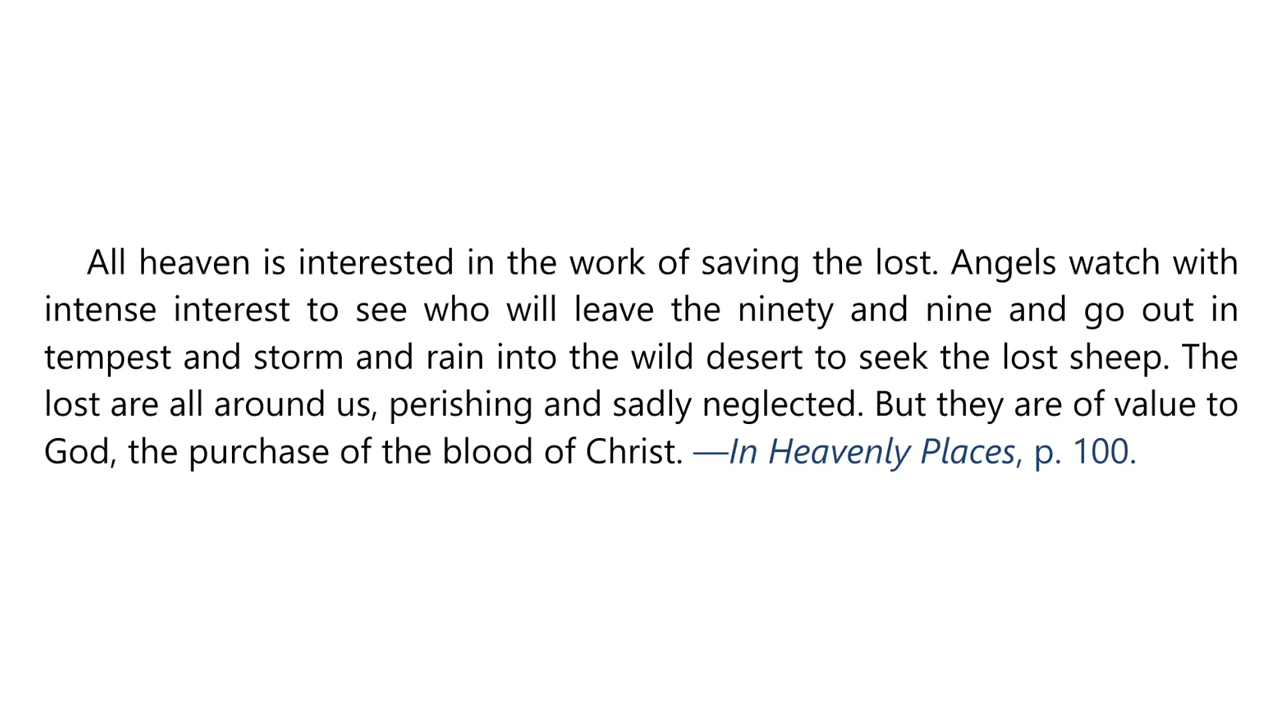 All heaven is interested in the work of saving the lost. Angels watch with
intense interest to see who will leave the ninety and nine and go out in
tempest and storm and rain into the wild desert to seek the lost sheep. The
lost are all around us, perishing and sadly neglected. But they are of value to
God, the purchase of the blood of Christ. —In Heavenly Places, p. 100.